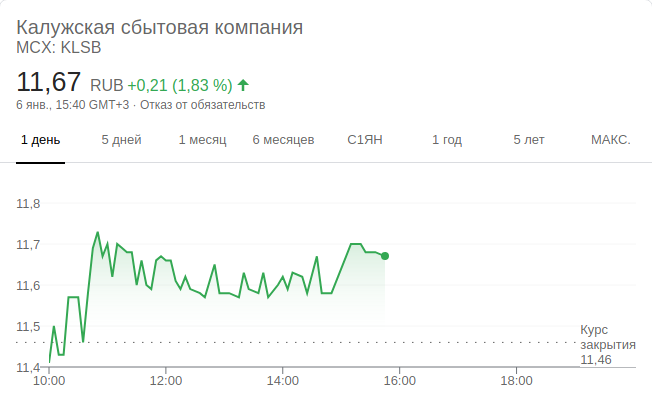 Калужская сбытовая компания
MCX: KLSB
11,67 RUB +0,21 (1,83 %)
6 янв., 15:40 GMT+3 · Отказ от обязательств
1 день 5 дней 1 месяц 6 месяцев С1ЯН 1 год 5 лет МАКС.
11,8
11,7
11,6
11,5
Курс
закрытия
11,46
11,4
10:00 12:00 14:00 16:00 18:00